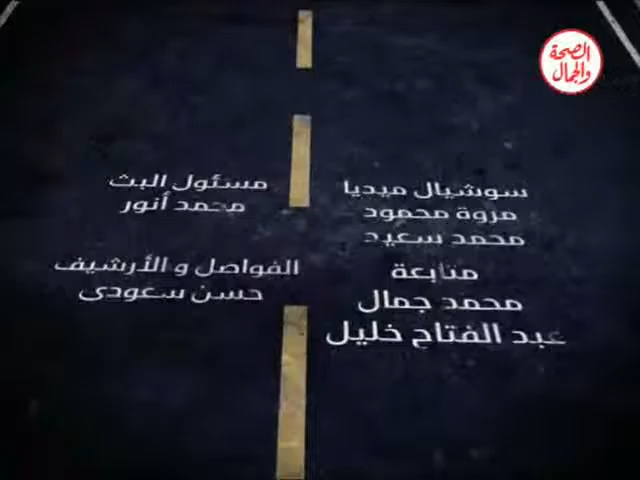 الصحة
والجمال
سوشيال ميديا
مروة محمود
محمد سعيد
متابعة
محمد جمال
عبد الفتاح خليل
مسئول البث
محمد أنور
الفواصل و الأرشيف
حسن سعودى